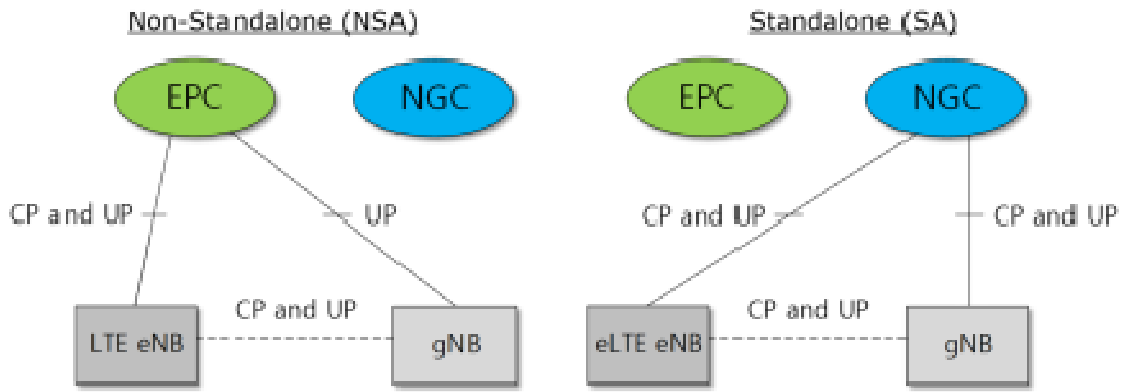 Non-Standalone (NSA)
EPC
NGC
CP and UP
UP
CP and UP
LTE eNB
gNB
Standalone (SA)
EPC
NGC
CP and UP
CP and UP
CP and UP
eLTE eNB
gNB